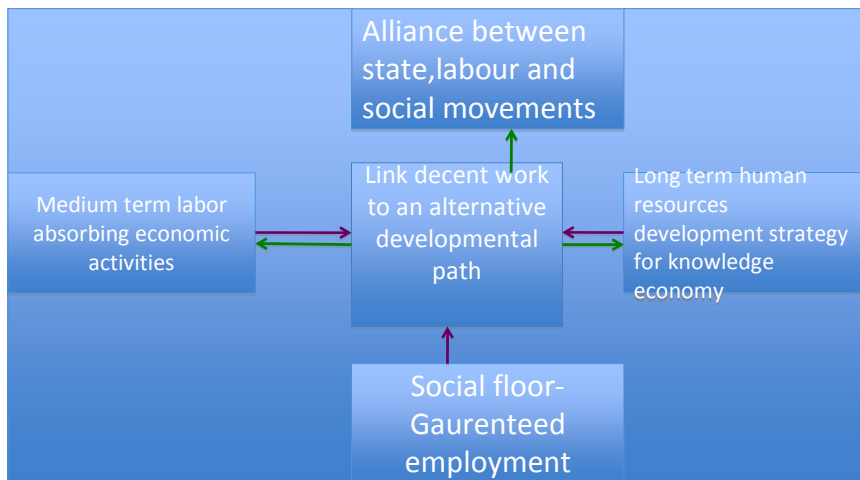 Alliance between
state,labour and
social movements
Medium term labor
absorbing economic
activities
Link decent work
to an alternative
developmental
path
Long term human
resources
development strategy
for knowledge
economy
Social floor-
Gaurenteed
employment